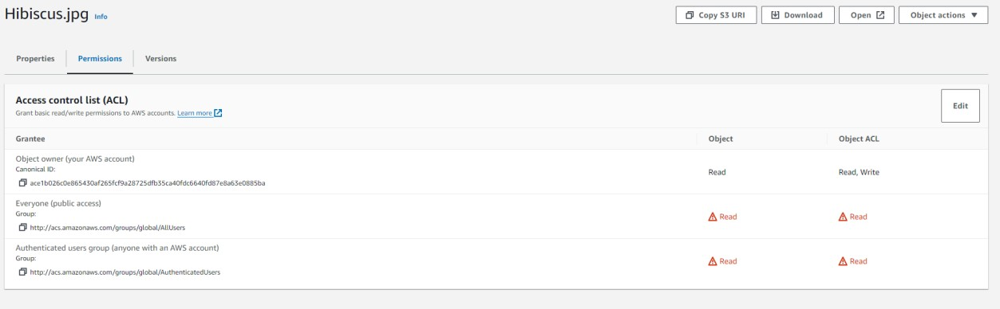 Hibiscus.jpg Info
Copy S3 URI Download Open Object actions
Properties Permissions Versions
Access control list (ACL)
Grant basic read/write permissions to AWS accounts. Learn more
Edit
Grantee Object Object ACL
Object owner (your AWS account)
Canonical ID:
ace1b026c0e865430af265fcf9a28725dfb35ca40fdc6640fd87e8a63e0885ba
Read Read, Write
Everyone (public access)
Group:
http://acs.amazonaws.com/groups/global/AllUsers
Read Read
Authenticated users group (anyone with an AWS account)
Group:
http://acs.amazonaws.com/groups/global/AuthenticatedUsers
Read Read